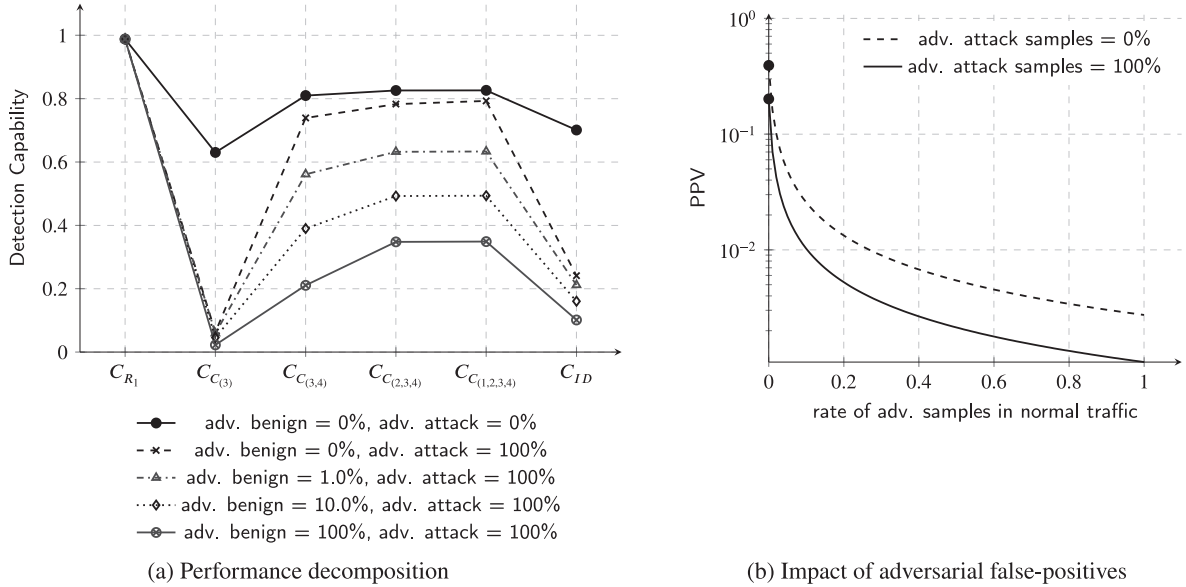 Detection Capability
1
0.8
0.6
0.4
0.2
0
C_{R_1}
C_{C_{(3)}}
C_{C_{(3,4)}}
C_{C_{(2,3,4)}}
C_{C_{(1,2,3,4)}}
C_{ID}
adv. benign = 0%, adv. attack = 0%
adv. benign = 0%, adv. attack = 100%
adv. benign = 1.0%, adv. attack = 100%
adv. benign = 10.0%, adv. attack = 100%
adv. benign = 100%, adv. attack = 100%
(a) Performance decomposition
PPV
10^0
10^{-1}
10^{-2}
adv. attack samples = 0%
adv. attack samples = 100%
0
0.2
0.4
0.6
0.8
1
rate of adv. samples in normal traffic
(b) Impact of adversarial false-positives